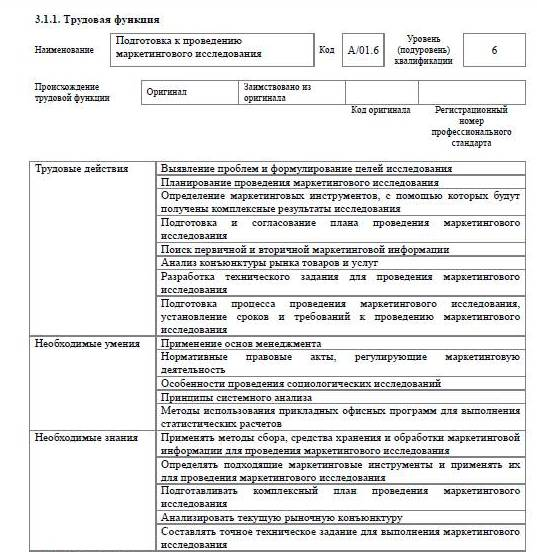 3.1.1. Трудовая функция
Наименование
Подготовка к проведению
маркетингового исследования
Код
A/01.6
Уровень
(подуровень)
квалификации
6
Происхождение
трудовой функции
Оригинал
Заимствовано из
оригинала
Код оригинала
Регистрационный
номер
профессионального
стандарта
Трудовые действия
Выявление проблем и формулирование целей исследования
Планирование проведения маркетингового исследования
Определение маркетинговых инструментов, с помощью которых будут
получены комплексные результаты исследования
Подготовка и согласование плана проведения маркетингового
исследования
Поиск первичной и вторичной маркетинговой информации
Анализ конъюнктуры рынка товаров и услуг
Разработка технического задания для проведения маркетингового
исследования
Подготовка процесса проведения маркетингового исследования,
установление сроков и требований к проведению маркетингового
исследования
Необходимые умения
Применение основ менеджмента
Нормативные правовые акты, регулирующие маркетинговую
деятельность
Особенности проведения социологических исследований
Принципы системного анализа
Методы использования прикладных офисных программ для выполнения
статистических расчетов
Необходимые знания
Применять методы сбора, средства хранения и обработки маркетинговой
информации для проведения маркетингового исследования
Определять подходящие маркетинговые инструменты и применять их
для проведения маркетингового исследования
Подготавливать комплексный план проведения маркетингового
исследования
Анализировать текущую рыночную конъюнктуру
Составлять точное техническое задание для выполнения маркетингового
исследования